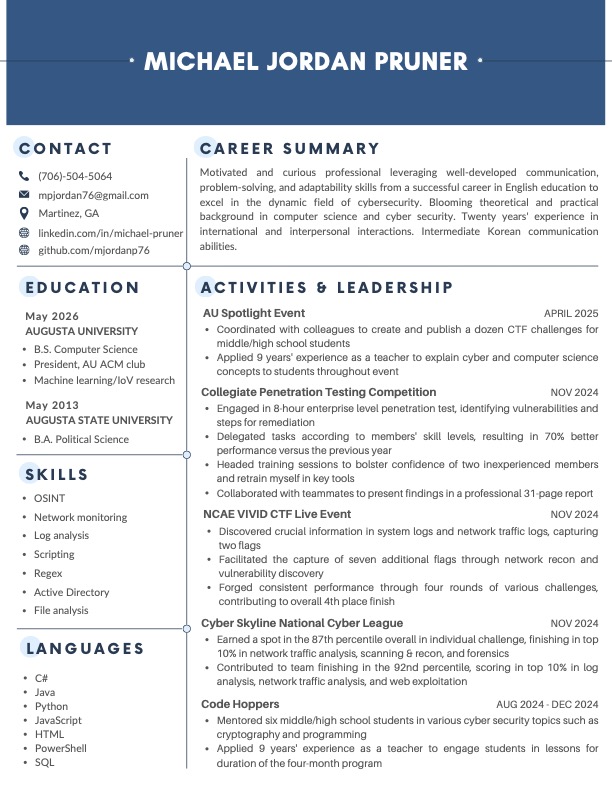 MICHAEL JORDAN PRUNER
CONTACT
(706)-504-5064
mpjordan76@gmail.com
Martinez, GA
linkedin.com/in/michael-pruner
github.com/mjordanp76
EDUCATION
May 2026
AUGUSTA UNIVERSITY
• B.S. Computer Science
• President, AU ACM club
• Machine learning/IoV research
May 2013
AUGUSTA STATE UNIVERSITY
• B.A. Political Science
SKILLS
• OSINT
• Network monitoring
• Log analysis
• Scripting
• Regex
• Active Directory
• File analysis
LANGUAGES
• C#
• Java
• Python
• JavaScript
• HTML
• PowerShell
• SQL
CAREER SUMMARY
Motivated and curious professional leveraging well-developed communication,
problem-solving, and adaptability skills from a successful career in English education to
excel in the dynamic field of cybersecurity. Blooming theoretical and practical
background in computer science and cyber security. Twenty years' experience in
international and interpersonal interactions. Intermediate Korean communication
abilities.
ACTIVITIES & LEADERSHIP
AU Spotlight Event APRIL 2025
• Coordinated with colleagues to create and publish a dozen CTF challenges for
middle/high school students
• Applied 9 years' experience as a teacher to explain cyber and computer science
concepts to students throughout event
Collegiate Penetration Testing Competition NOV 2024
• Engaged in 8-hour enterprise level penetration test, identifying vulnerabilities and
steps for remediation
• Delegated tasks according to members' skill levels, resulting in 70% better
performance versus the previous year
• Headed training sessions to bolster confidence of two inexperienced members
and retrain myself in key tools
• Collaborated with teammates to present findings in a professional 31-page report
NCAE VIVID CTF Live Event NOV 2024
• Discovered crucial information in system logs and network traffic logs, capturing
two flags
• Facilitated the capture of seven additional flags through network recon and
vulnerability discovery
• Forged consistent performance through four rounds of various challenges,
contributing to overall 4th place finish
Cyber Skyline National Cyber League NOV 2024
• Earned a spot in the 87th percentile overall in individual challenge, finishing in top
10% in network traffic analysis, scanning & recon, and forensics
• Contributed to team finishing in the 92nd percentile, scoring in top 10% in log
analysis, network traffic analysis, and web exploitation
Code Hoppers AUG 2024 - DEC 2024
• Mentored six middle/high school students in various cyber security topics such as
cryptography and programming
• Applied 9 years' experience as a teacher to engage students in lessons for
duration of the four-month program